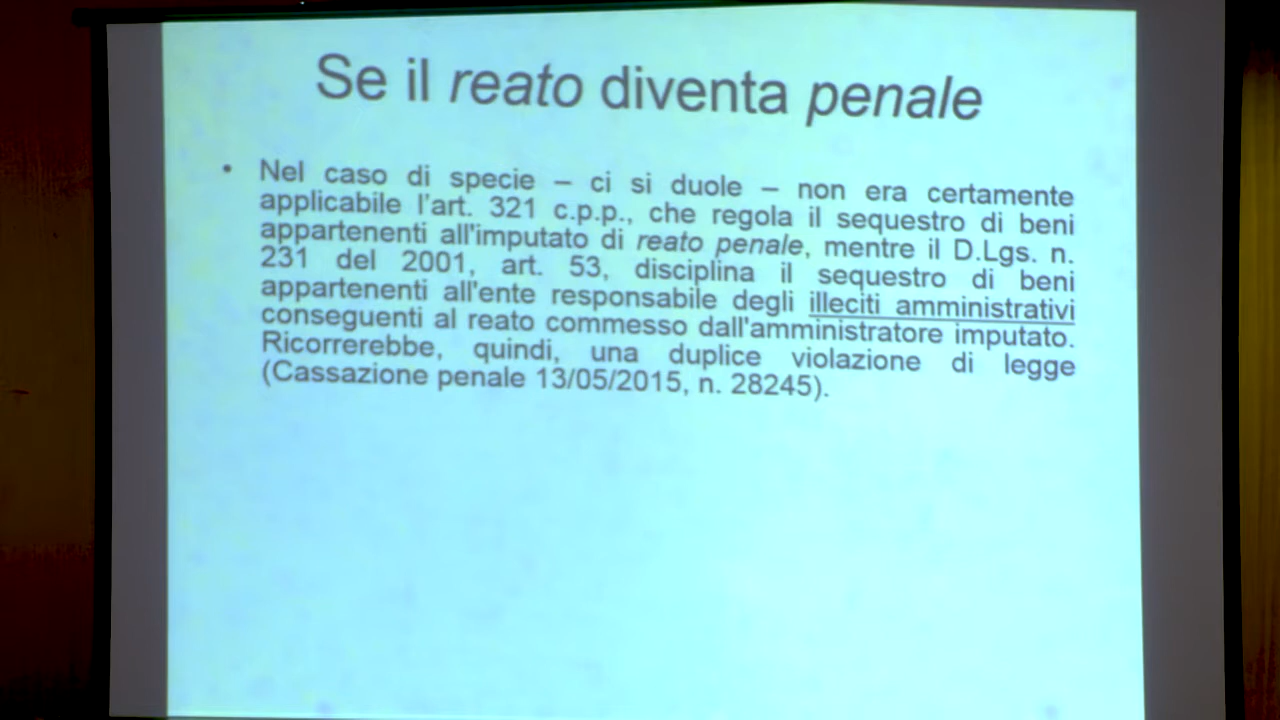 Se il reato diventa penale
• Nel caso di specie – ci si duole – non era certamente
applicabile l'art. 321 c.p.p., che regola il sequestro di beni
appartenenti all'imputato di reato penale, mentre il D.Lgs. n.
231 del 2001, art. 53, disciplina il sequestro di beni
appartenenti all'ente responsabile degli illeciti amministrativi
conseguenti al reato commesso dall'amministratore imputato.
Ricorrerebbe, quindi, una duplice violazione di legge
(Cassazione penale 13/05/2015, n. 28245).